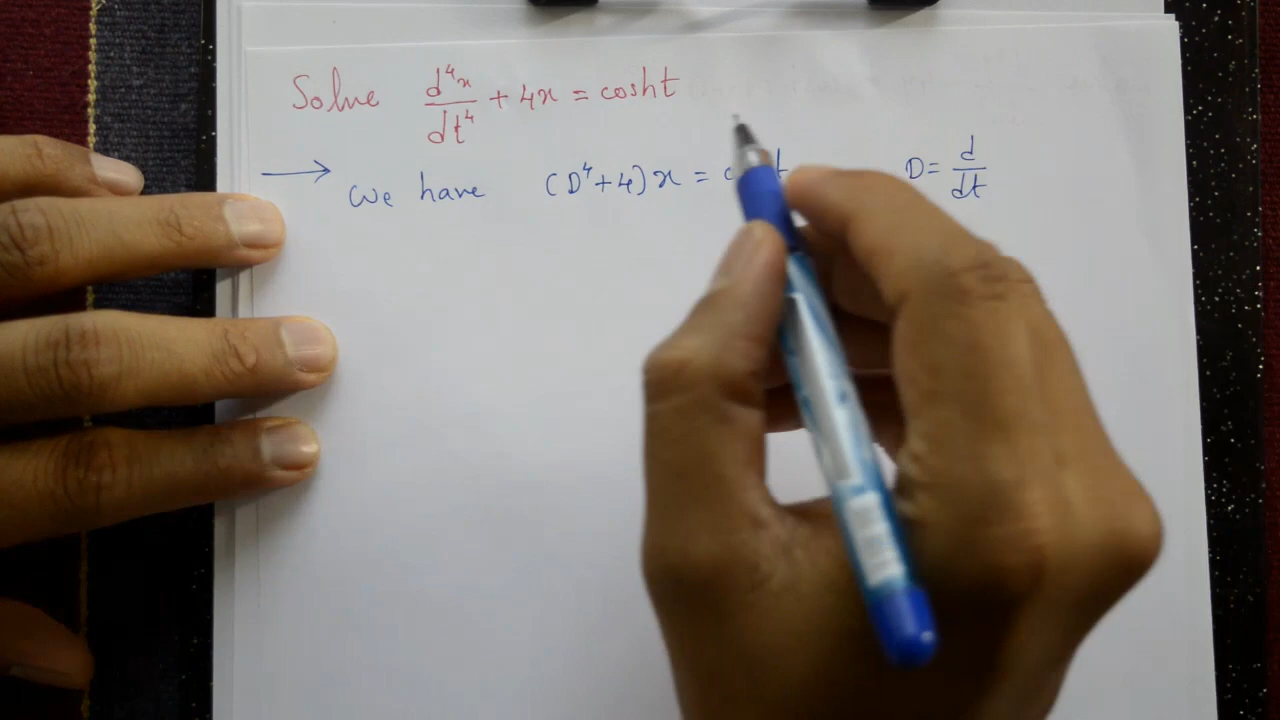 Solve d⁴x/dt⁴ + 4x = cosht
→ We have (D⁴+4)x = D = d/dt